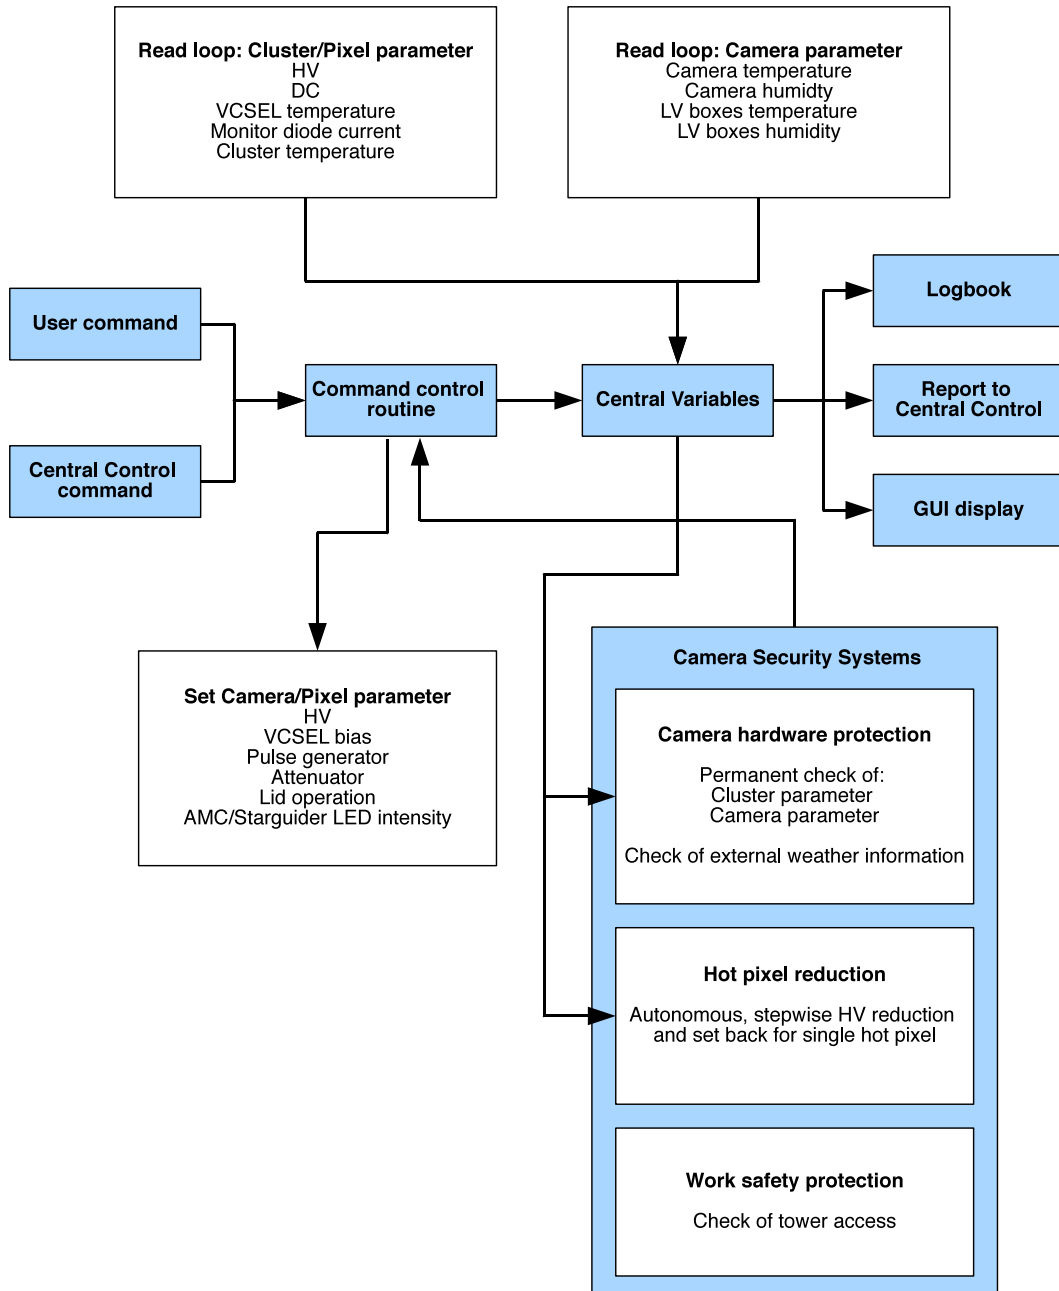 Read loop: Cluster/Pixel parameter
HV
DC
VCSEL temperature
Monitor diode current
Cluster temperature
Read loop: Camera parameter
Camera temperature
Camera humidty
LV boxes temperature
LV boxes humidity
User command
Central Control
command
Command control
routine
Central Variables
Logbook
Report to
Central Control
GUI display
Set Camera/Pixel parameter
HV
VCSEL bias
Pulse generator
Attenuator
Lid operation
AMC/Starguider LED intensity
Camera Security Systems
Camera hardware protection
Permanent check of:
Cluster parameter
Camera parameter
Check of external weather information
Hot pixel reduction
Autonomous, stepwise HV reduction
and set back for single hot pixel
Work safety protection
Check of tower access